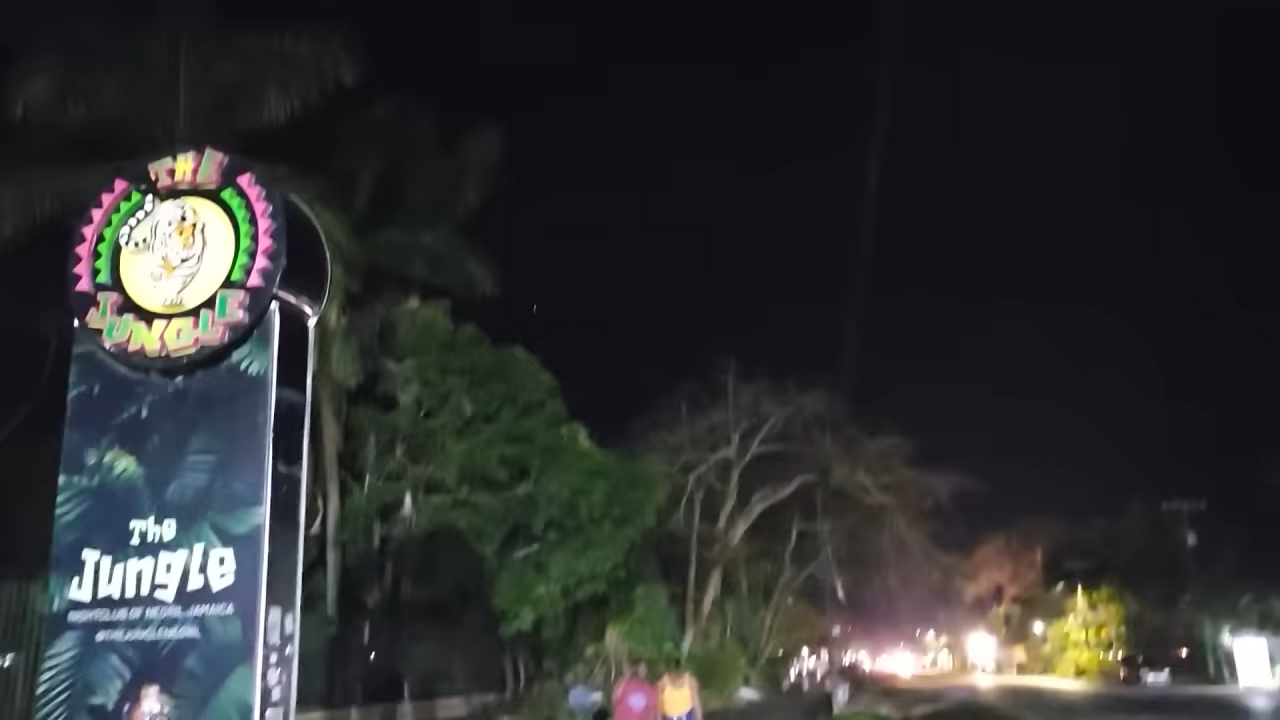 THE
JUNGLE
The
Jungle
NIGHTCLUB OF NEGRIL, JAMAICA
@THEJUNGLENEGRIL